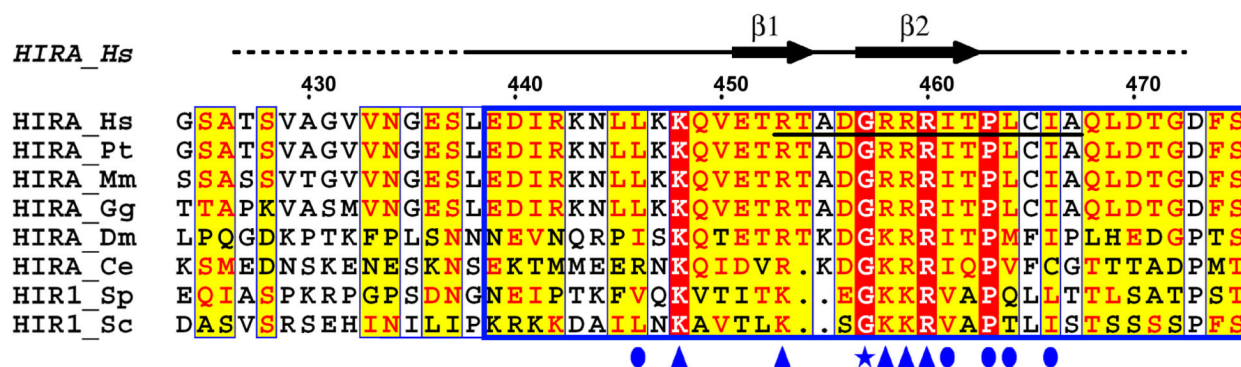 β1 β2
HIRA_Hs
430 440 450 460 470
HIRA_Hs GSATSVAGVVNGESLEDIRKNLLKKQVETRTADGRRRITPLCIAQLDTGDFS
HIRA_Pt GSATSVAGVVNGESLEDIRKNLLKKQVETRTADGRRRITPLCIAQLDTGDFS
HIRA_Mm SSASSVTGVVNGESLEDIRKNLLKKQVETRTADGRRRITPLCIAQLDTGDFS
HIRA_Gg TTAPKVASMVNGESLEDIRKNLLKKQVETRTADGRRRITPLCIAQLDTGDFS
HIRA_Dm LPQGDKPTKFPLSNNNEVNQRPISKQTETRTKDGKRRITPMFIPLHEDGPTS
HIRA_Ce KSMEDNSKENESKNSEKTMMEERNKQIDVR.KDGKRRIQPVFCGTTTADPMT
HIR1_Sp EQIASPKRPGPSDNGNEIPTKFVQKVTITK..EGKKRVAPQLLTTLSATPST
HIR1_Sc DASVSRSEHINILIPKRKKDAILNKAVTLK..SGKKRVAPTLISTSSSSPFS